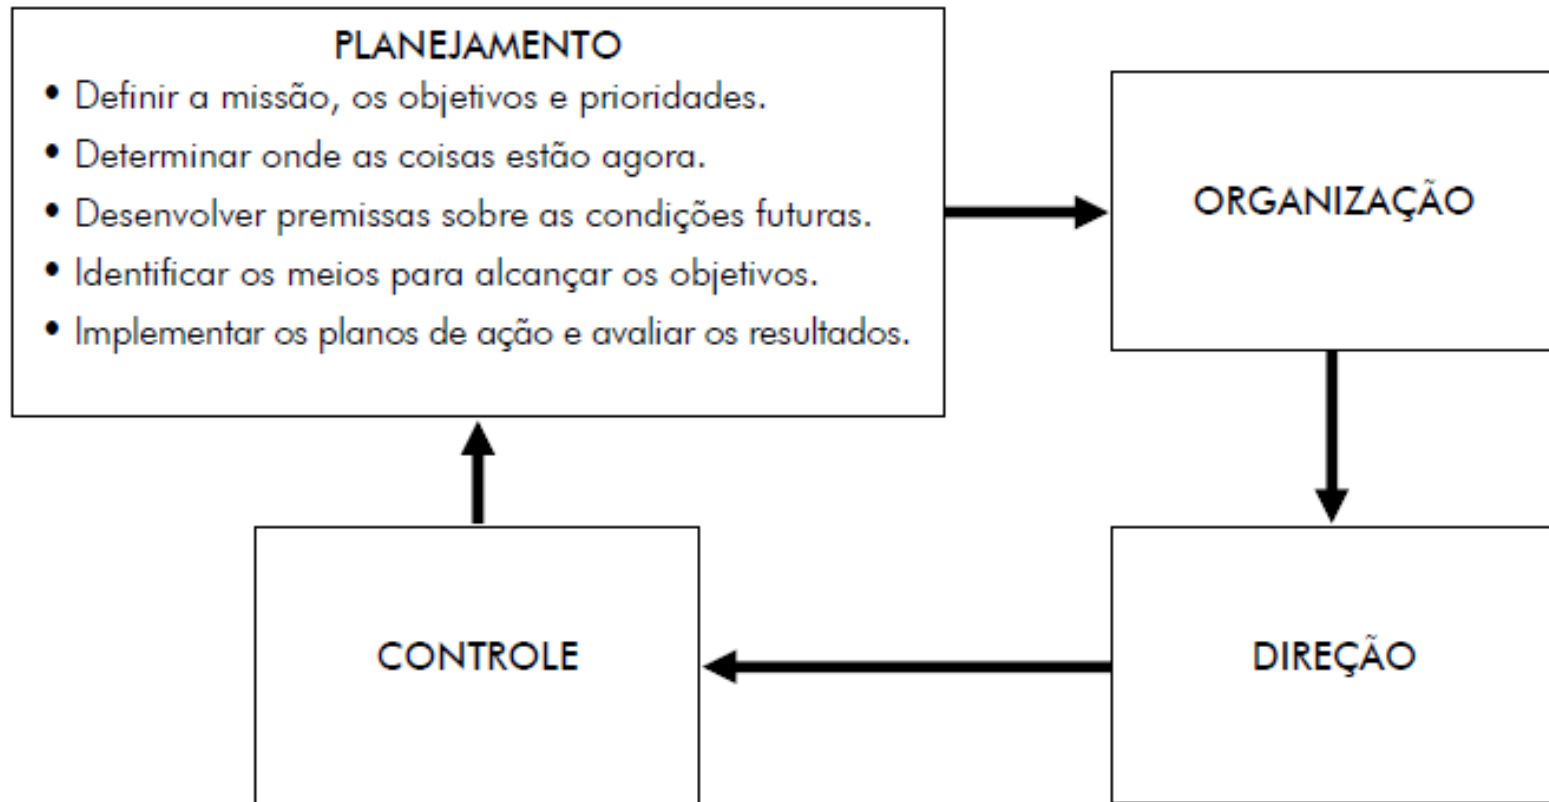 PLANEJAMENTO
• Definir a missão, os objetivos e prioridades.
• Determinar onde as coisas estão agora.
• Desenvolver premissas sobre as condições futuras.
• Identificar os meios para alcançar os objetivos.
• Implementar os planos de ação e avaliar os resultados.
ORGANIZAÇÃO
DIREÇÃO
CONTROLE